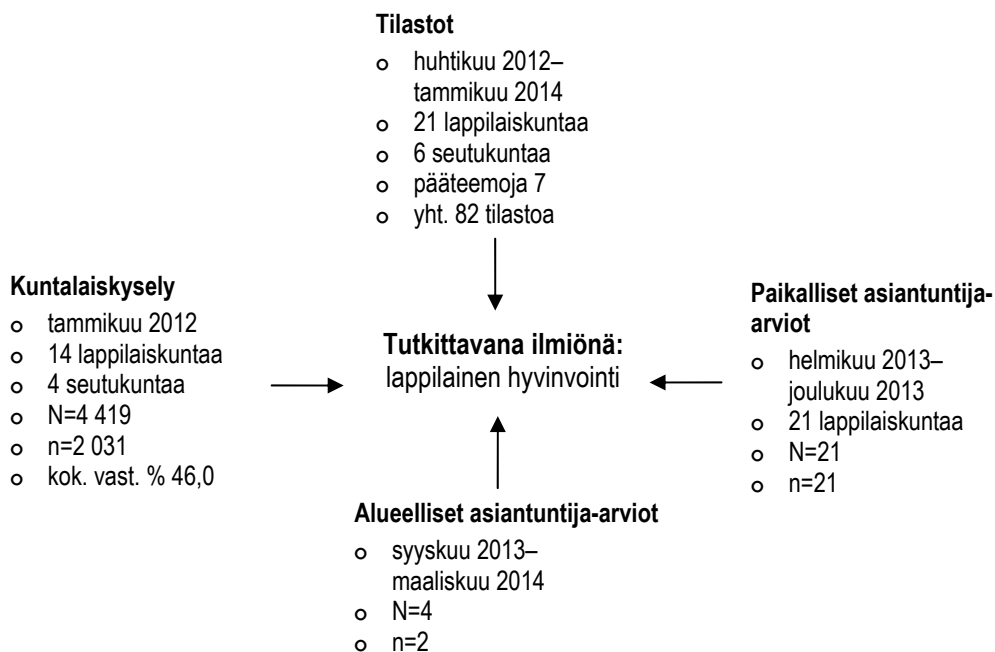 Tilastot
o huhtikuu 2012–
tammikuu 2014
o 21 lappilaiskuntaa
o 6 seutukuntaa
o pääteemoja 7
o yht. 82 tilastoa
Kuntalaiskysely
o tammikuu 2012
o 14 lappilaiskuntaa
o 4 seutukuntaa
o N=4 419
o n=2 031
o kok. vast. % 46,0
Tutkittavana ilmiönä:
lappilainen hyvinvointi
Paikalliset asiantuntija-
arviot
o helmikuu 2013–
joulukuu 2013
o 21 lappilaiskuntaa
o N=21
o n=21
Alueelliset asiantuntija-arviot
o syyskuu 2013–
maaliskuu 2014
o N=4
o n=2